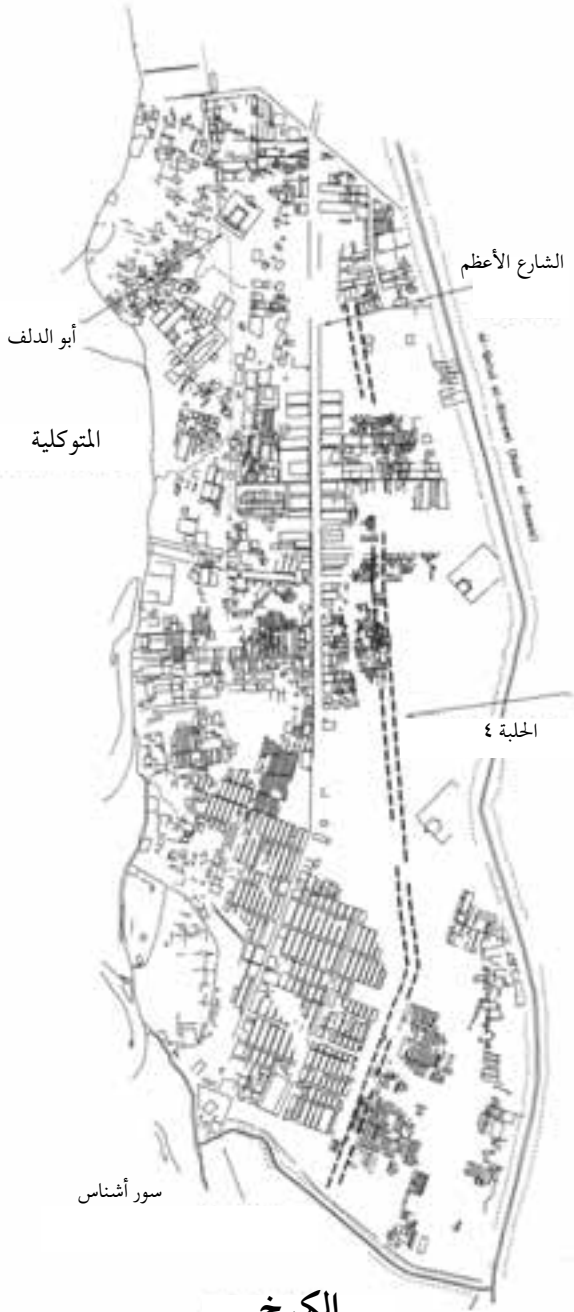 الشارع الأعظم
أبو الدلف
المتوكلية
الحلبة ٤
سور أشناس
الكرخ